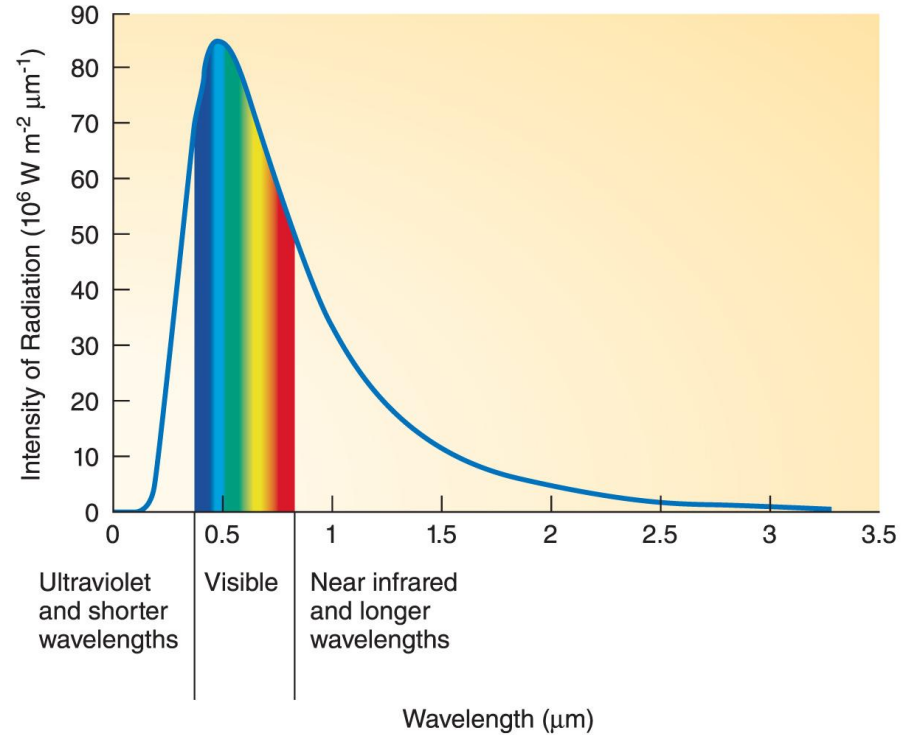 Intensity of Radiation (10⁶ W m⁻² μm⁻¹)
90
80
70
60
50
40
30
20
10
0
0 0.5 1 1.5 2 2.5 3 3.5
Ultraviolet
and shorter
wavelengths
Visible
Near infrared
and longer
wavelengths
Wavelength (μm)